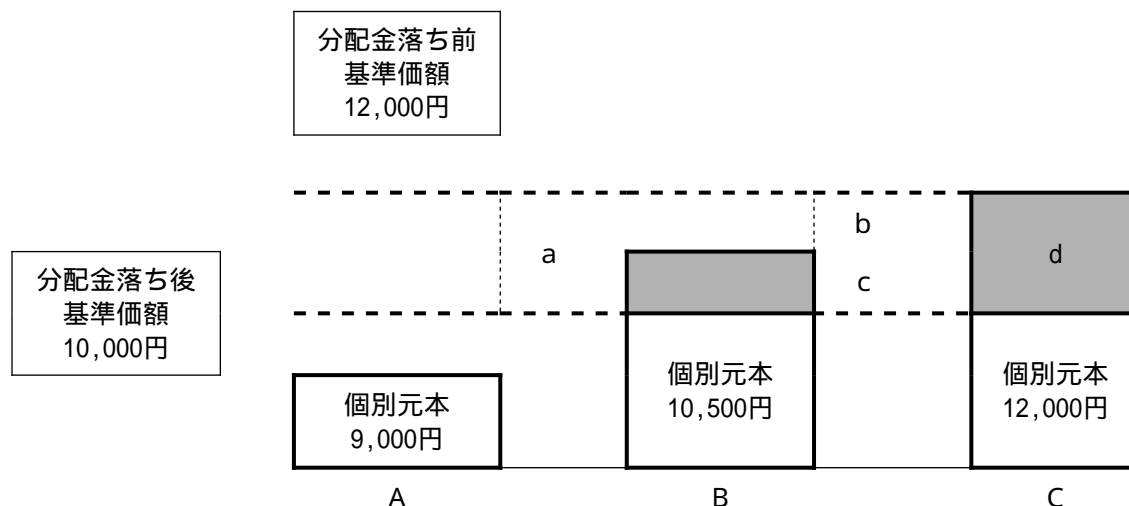 分配金落ち前
基準価額
12,000円
分配金落ち後
基準価額
10,000円
a
b
c
d
個別元本
9,000円
個別元本
10,500円
個別元本
12,000円
A
B
C